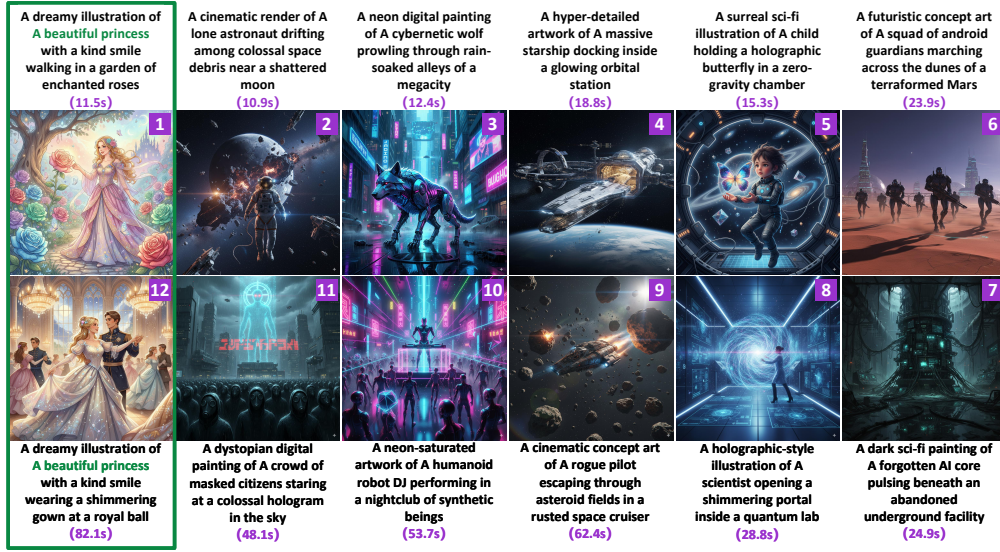 A dreamy illustration of
A beautiful princess
with a kind smile
walking in a garden of
enchanted roses
(11.5s)
A cinematic render of A
lone astronaut drifting
among colossal space
debris near a shattered
moon
(10.9s)
A neon digital painting
of A cybernetic wolf
prowling through rain-
soaked alleys of a
megacity
(12.4s)
A hyper-detailed
artwork of A massive
starship docking inside
a glowing orbital
station
(18.8s)
A surreal sci-fi
illustration of A child
holding a holographic
butterfly in a zero-
gravity chamber
(15.3s)
A futuristic concept art
of A squad of android
guardians marching
across the dunes of a
terraformed Mars
(23.9s)
1
2
3
4
5
6
12
11
10
9
8
7
A dreamy illustration of
A beautiful princess
with a kind smile
wearing a shimmering
gown at a royal ball
(82.1s)
A dystopian digital
painting of A crowd of
masked citizens staring
at a colossal hologram
in the sky
(48.1s)
A neon-saturated
artwork of A humanoid
robot DJ performing in
a nightclub of synthetic
beings
(53.7s)
A cinematic concept art
of A rogue pilot
escaping through
asteroid fields in a
rusted space cruiser
(62.4s)
A holographic-style
illustration of A
scientist opening a
shimmering portal
inside a quantum lab
(28.8s)
A dark sci-fi painting of
A forgotten AI core
pulsing beneath an
abandoned
underground facility
(24.9s)